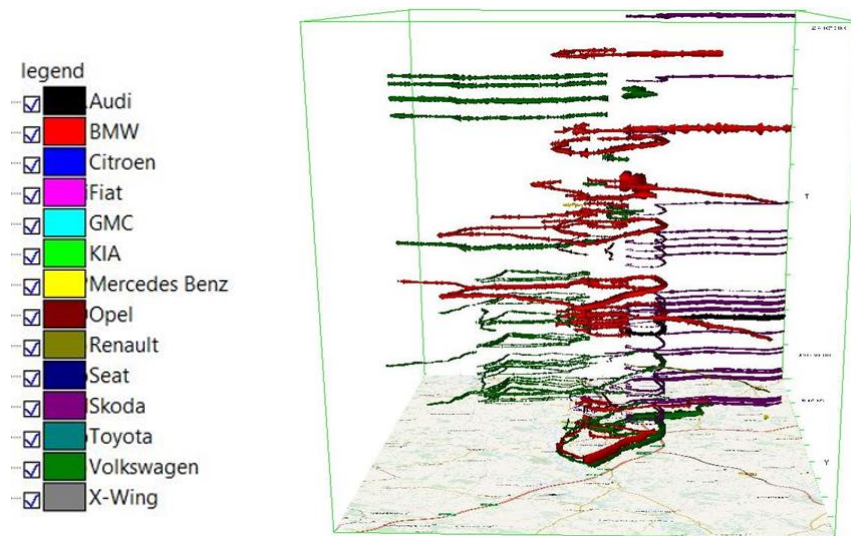 legend
Audi
BMW
Citroen
Fiat
GMC
KIA
Mercedes Benz
Opel
Renault
Seat
Skoda
Toyota
Volkswagen
X-Wing
T
Y